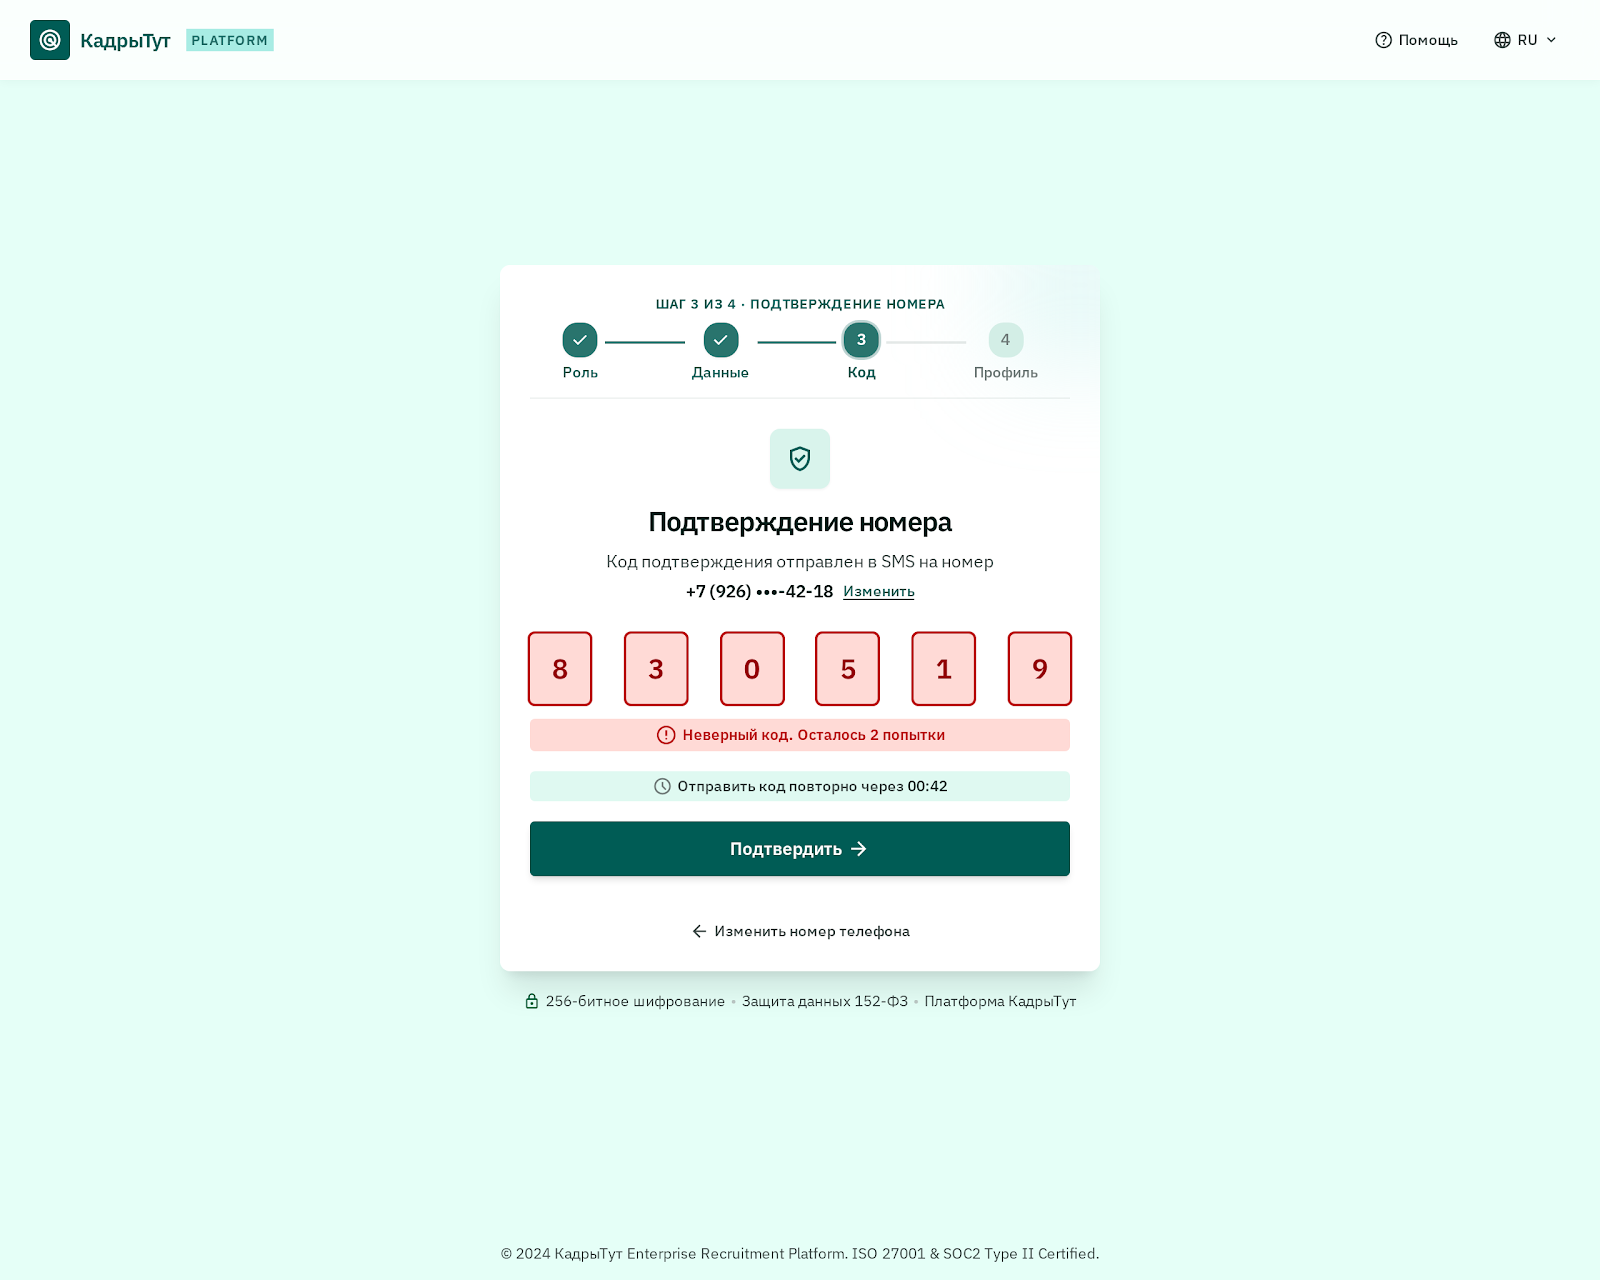 КадрыТут PLATFORM
Помощь RU
ШАГ 3 ИЗ 4 · ПОДТВЕРЖДЕНИЕ НОМЕРА
3 4
Роль Данные Код Профиль
Подтверждение номера
Код подтверждения отправлен в SMS на номер
+7 (926) •••-42-18 Изменить
8 3 0 5 1 9
Неверный код. Осталось 2 попытки
Отправить код повторно через 00:42
Подтвердить →
← Изменить номер телефона
256-битное шифрование • Защита данных 152-ФЗ • Платформа КадрыТут
© 2024 КадрыТут Enterprise Recruitment Platform. ISO 27001 & SOC2 Type II Certified.